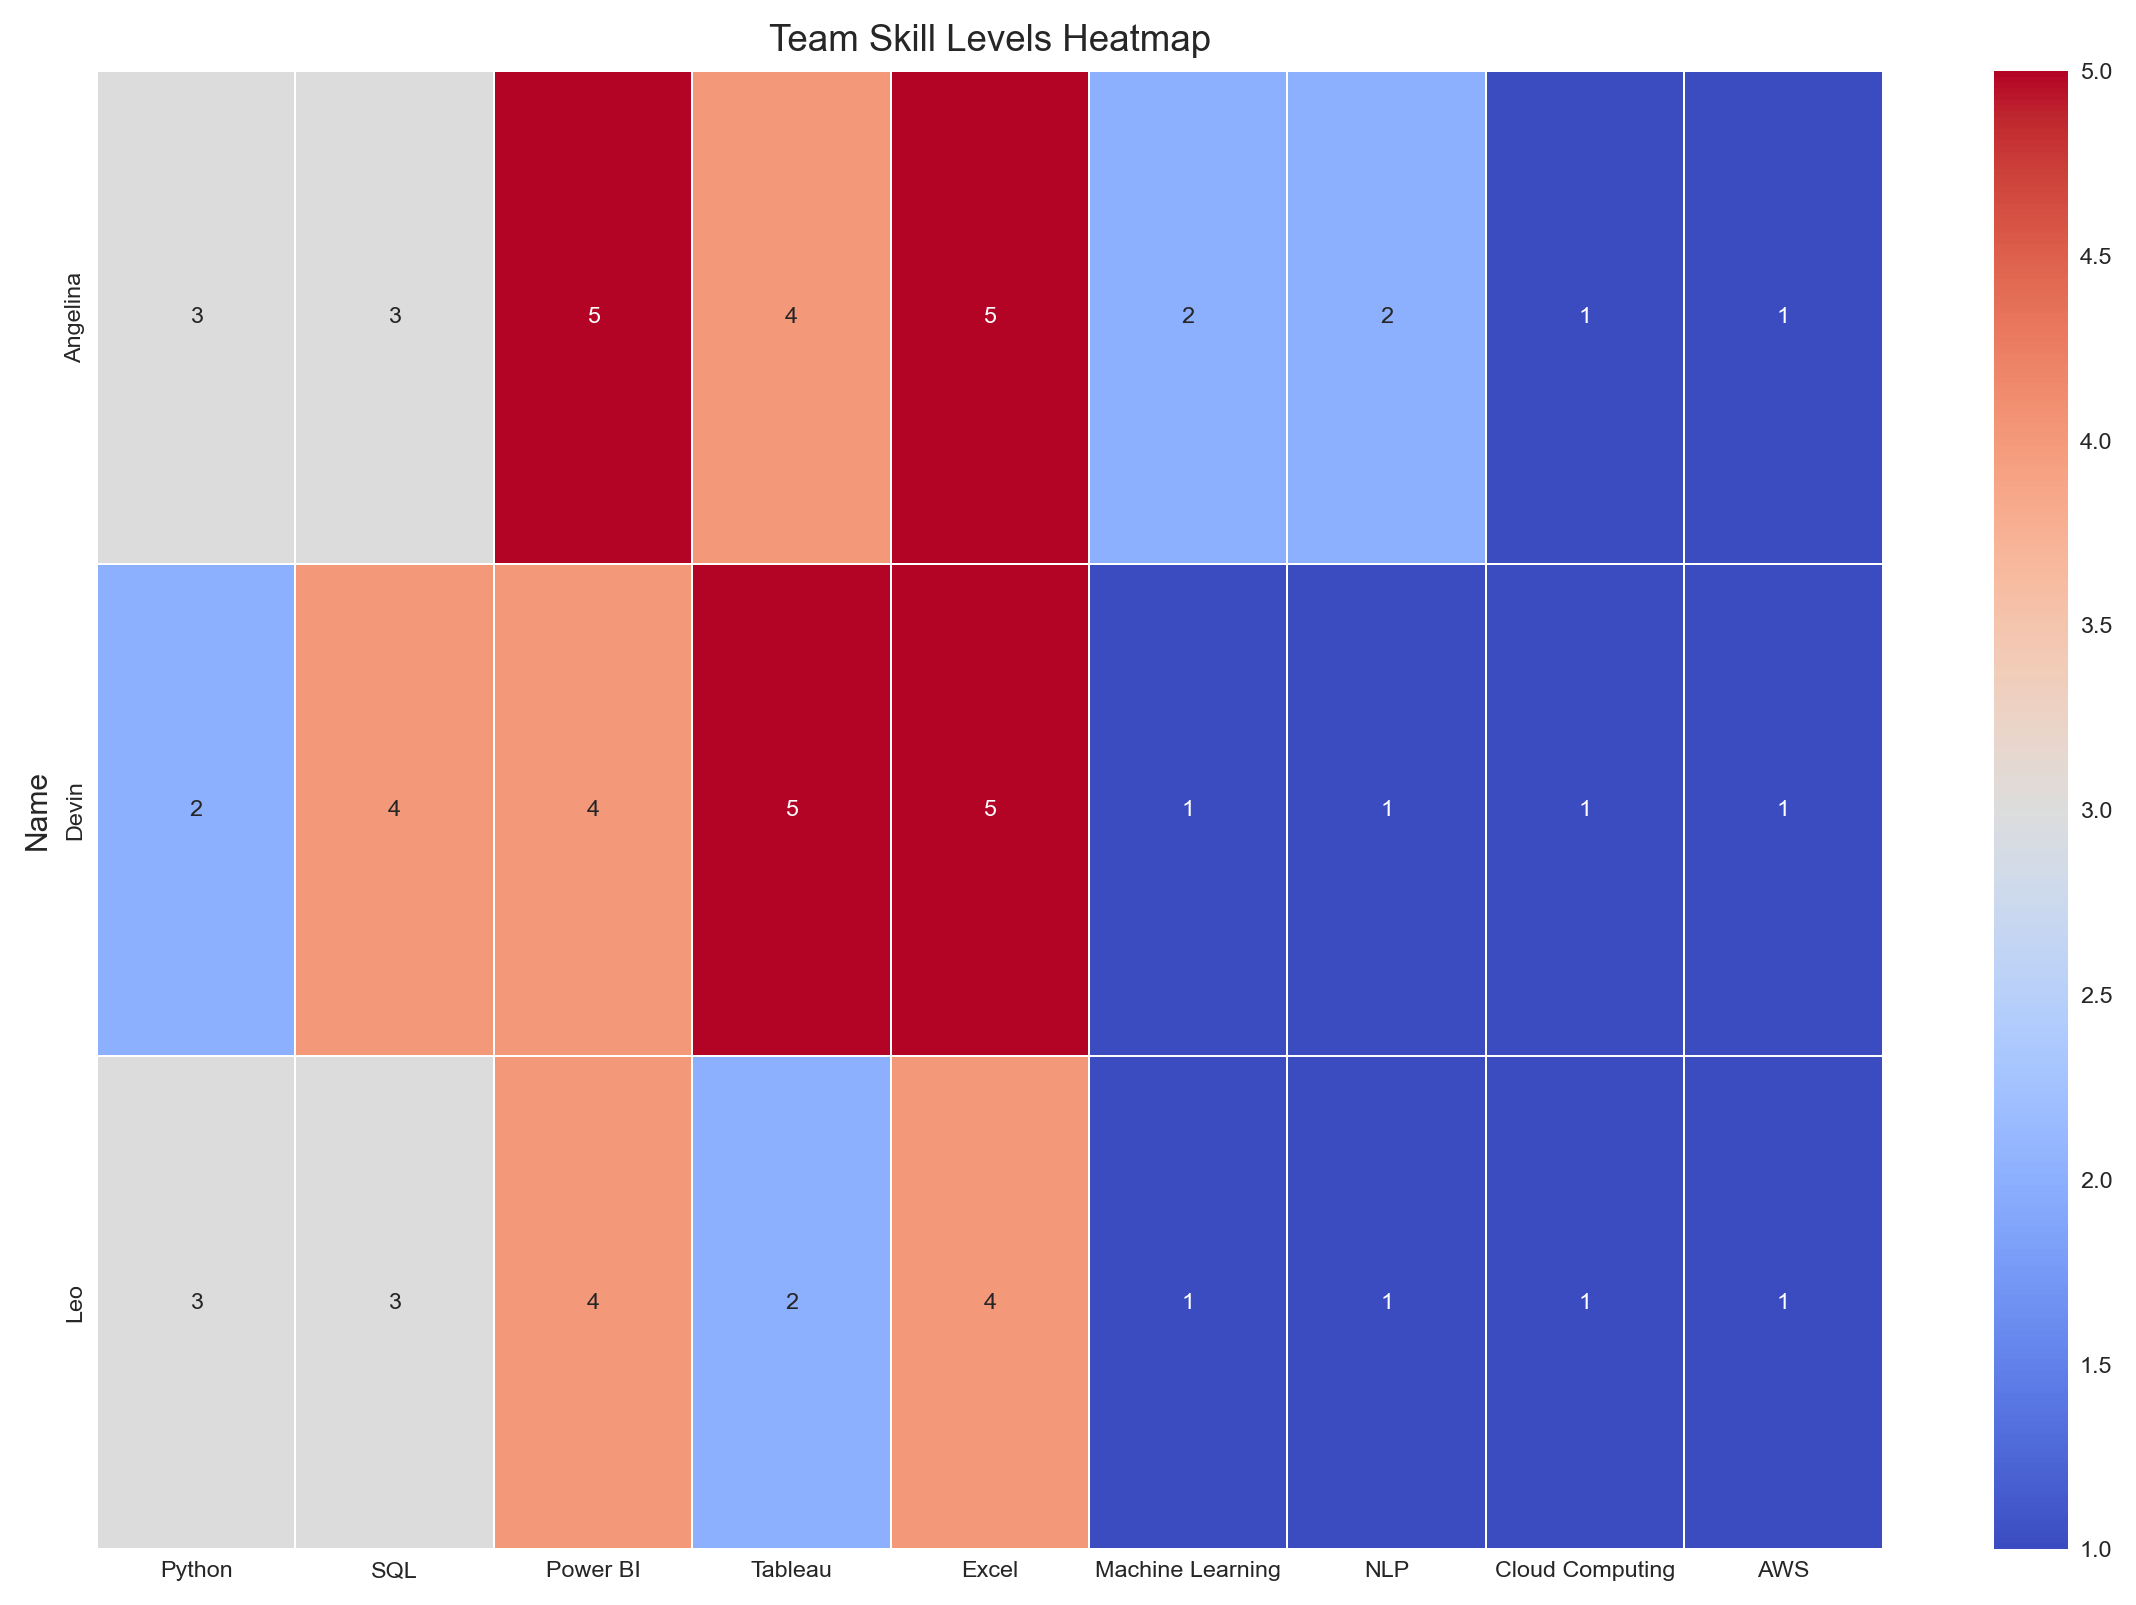 Team Skill Levels Heatmap
Name
Angelina
3 3 5 4 5 2 2 1 1
Devin
2 4 4 5 5 1 1 1 1
Leo
3 3 4 2 4 1 1 1 1
Python SQL Power BI Tableau Excel Machine Learning NLP Cloud Computing AWS
5.0
4.5
4.0
3.5
3.0
2.5
2.0
1.5
1.0